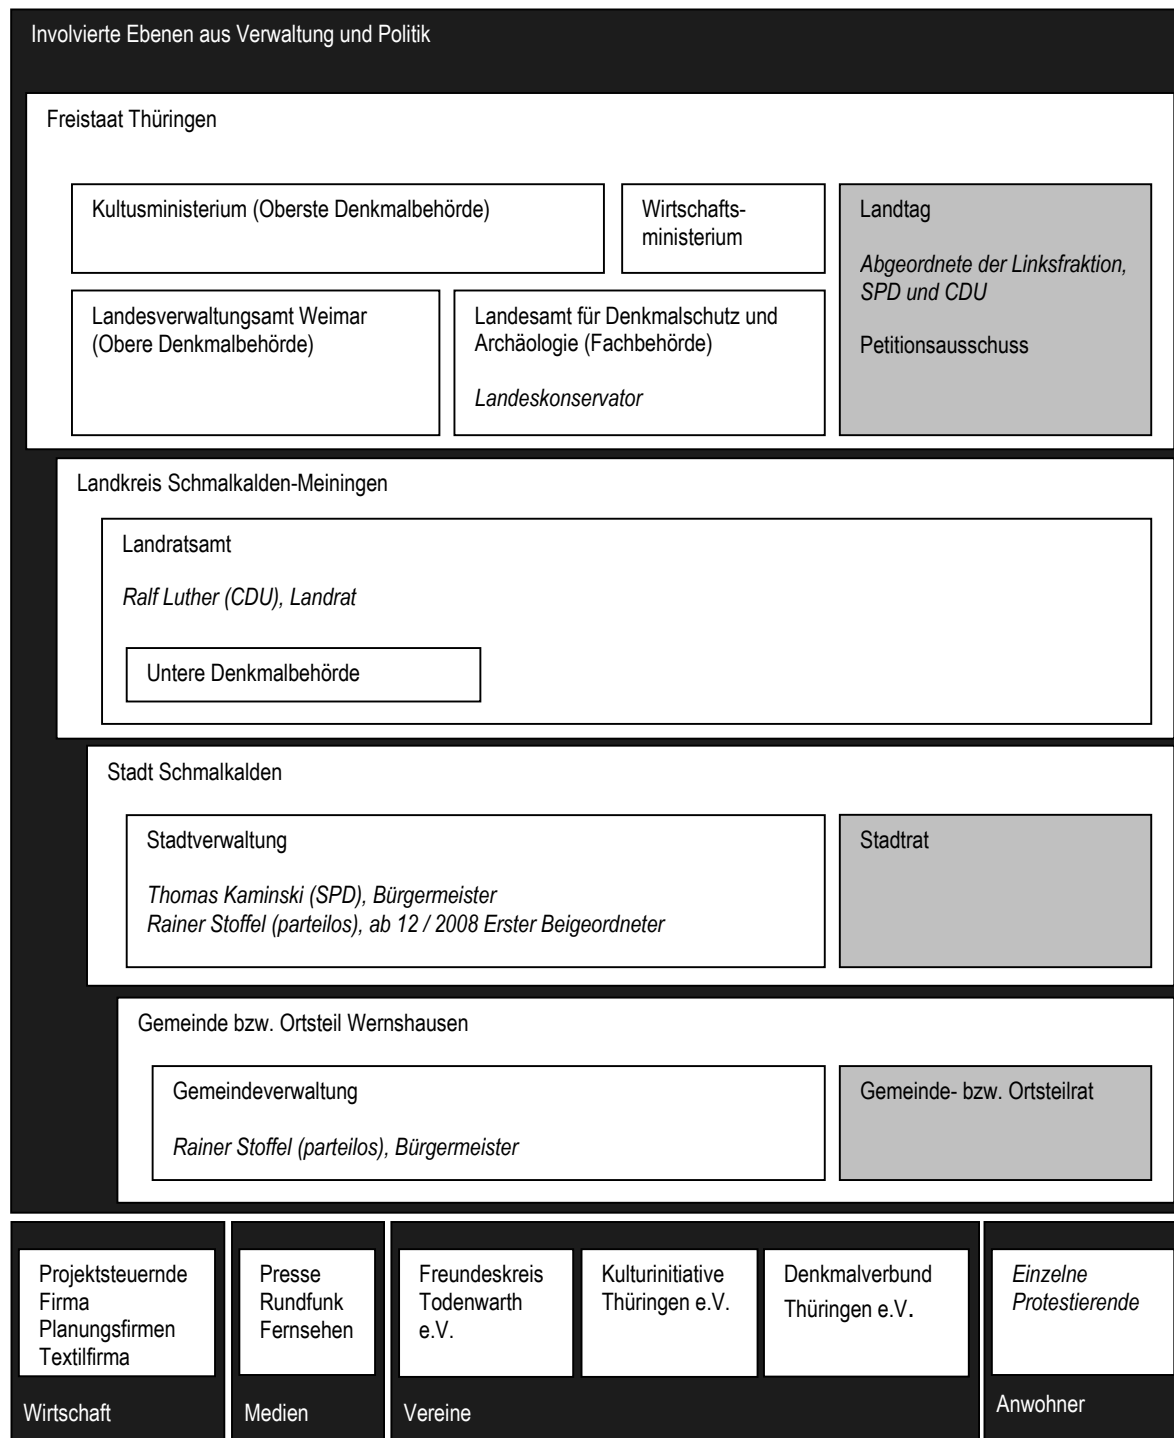 Involvierte Ebenen aus Verwaltung und Politik
Freistaat Thüringen
Kultusministerium (Oberste Denkmalbehörde)
Wirtschafts-
ministerium
Landtag
Abgeordnete der Linksfraktion,
SPD und CDU
Petitionsausschuss
Landesverwaltungsamt Weimar
(Obere Denkmalbehörde)
Landesamt für Denkmalschutz und
Archäologie (Fachbehörde)
Landeskonservator
Landkreis Schmalkalden-Meiningen
Landratsamt
Ralf Luther (CDU), Landrat
Untere Denkmalbehörde
Stadt Schmalkalden
Stadtverwaltung
Thomas Kaminski (SPD), Bürgermeister
Rainer Stoffel (parteilos), ab 12 / 2008 Erster Beigeordneter
Stadtrat
Gemeinde bzw. Ortsteil Wernshausen
Gemeindeverwaltung
Rainer Stoffel (parteilos), Bürgermeister
Gemeinde- bzw. Ortsteilrat
Projektsteuernde
Firma
Planungsfirmen
Textilfirma
Wirtschaft
Presse
Rundfunk
Fernsehen
Medien
Freundeskreis
Todenwarth
e.V.
Kulturinitiative
Thüringen e.V.
Denkmalverbund
Thüringen e.V.
Vereine
Einzelne
Protestierende
Anwohner